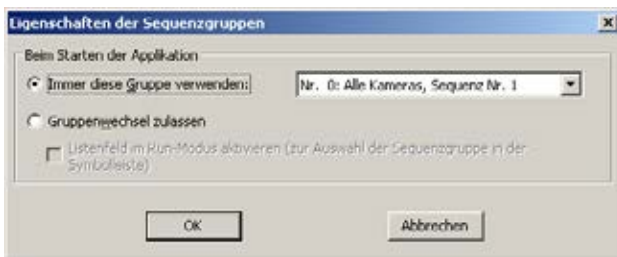 Eigenschaften der Sequenzgruppen
Beim Starten der Applikation
Immer diese Gruppe verwenden:
Nr. 0: Alle Kameras, Sequenz Nr. 1
Gruppenwechsel zulassen
Listenfeld im Run-Modus aktivieren (zur Auswahl der Sequenzgruppe in der
Symbolleiste)
OK
Abbrechen